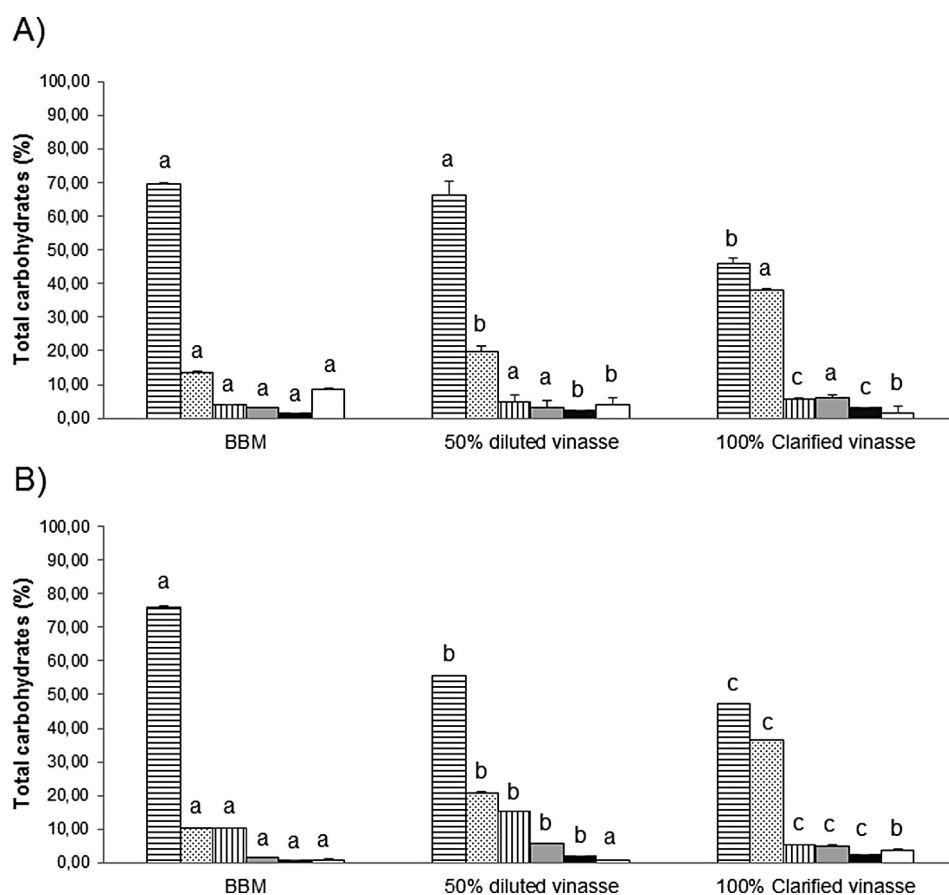 A)
Total carbohydrates (%)
100,00
90,00
80,00
70,00
60,00
50,00
40,00
30,00
20,00
10,00
0,00
a a a a a a
a b a a b b
b a c a c b
BBM 50% diluted vinasse 100% Clarified vinasse
B)
Total carbohydrates (%)
100,00
90,00
80,00
70,00
60,00
50,00
40,00
30,00
20,00
10,00
0,00
a a a a a a
b b b b b a
c c c c c b
BBM 50% diluted vinasse 100% Clarified vinasse